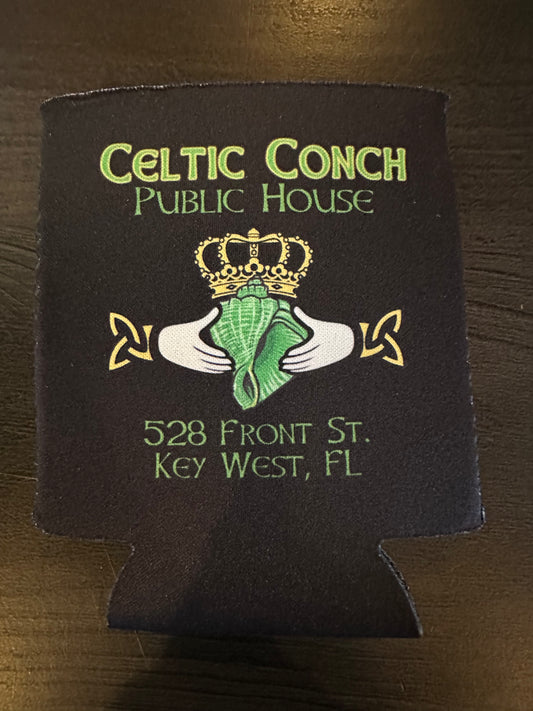 Celtic Conch
Public House
528 Front St.
Key West, FL